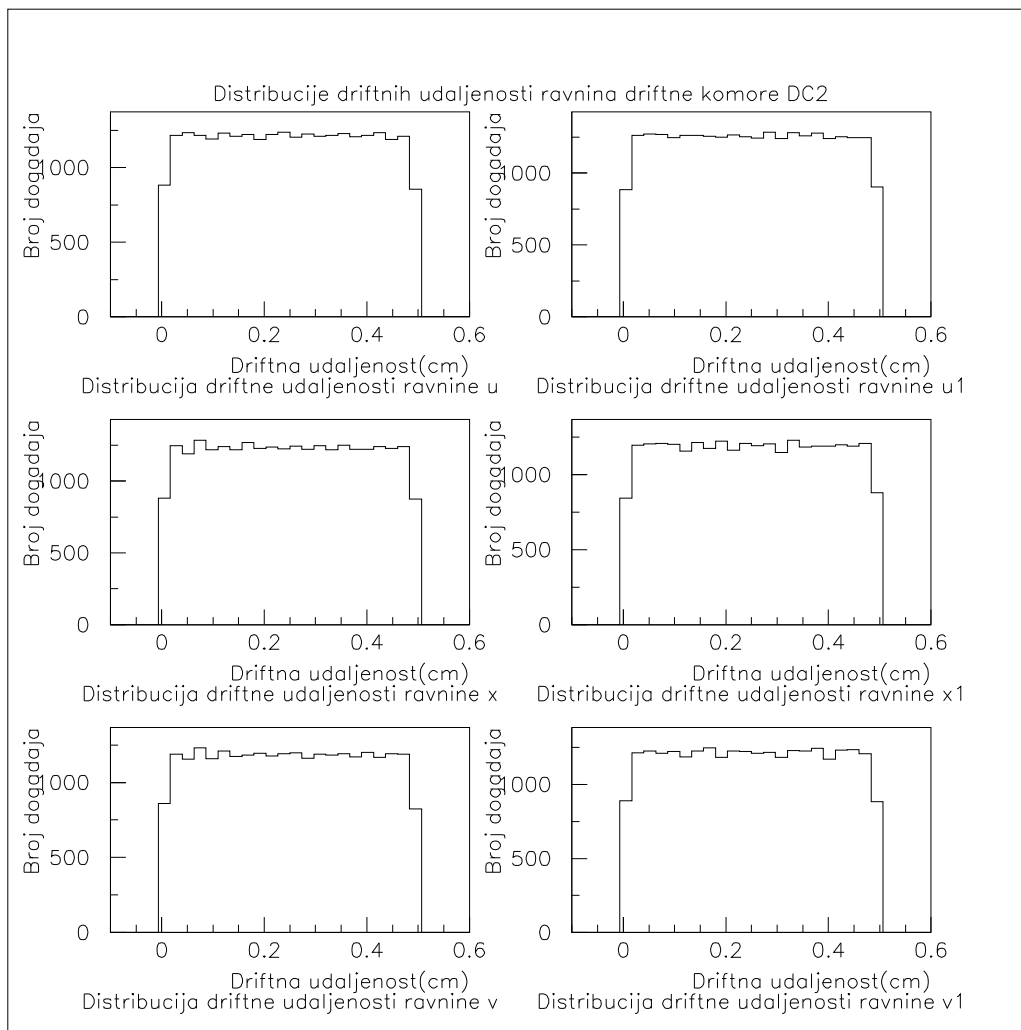 Distribucije driftnih udaljenosti ravnina driftne komore DC2
Broj događaja
1000
500
0
0 0.2 0.4 0.6
Driftna udaljenost(cm)
Distribucija driftne udaljenosti ravnine u
Broj događaja
1000
500
0
0 0.2 0.4 0.6
Driftna udaljenost(cm)
Distribucija driftne udaljenosti ravnine u1
Broj događaja
1000
500
0
0 0.2 0.4 0.6
Driftna udaljenost(cm)
Distribucija driftne udaljenosti ravnine x
Broj događaja
1000
500
0
0 0.2 0.4 0.6
Driftna udaljenost(cm)
Distribucija driftne udaljenosti ravnine x1
Broj događaja
1000
500
0
0 0.2 0.4 0.6
Driftna udaljenost(cm)
Distribucija driftne udaljenosti ravnine v
Broj događaja
1000
500
0
0 0.2 0.4 0.6
Driftna udaljenost(cm)
Distribucija driftne udaljenosti ravnine v1